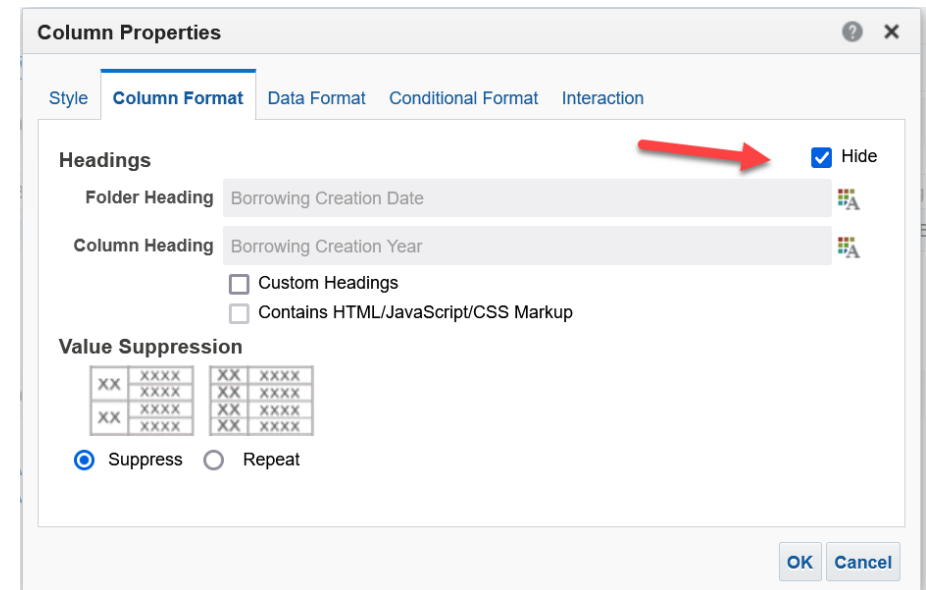 Column Properties
?
Style Column Format Data Format Conditional Format Interaction
Headings
Hide
Folder Heading Borrowing Creation Date
A
Column Heading Borrowing Creation Year
A
Custom Headings
Contains HTML/JavaScript/CSS Markup
Value Suppression
XX XXXX XX XXXX
XXXX XX XXXX
XX XXXX XX XXXX
XXXX XX XXXX
Suppress Repeat
OK Cancel